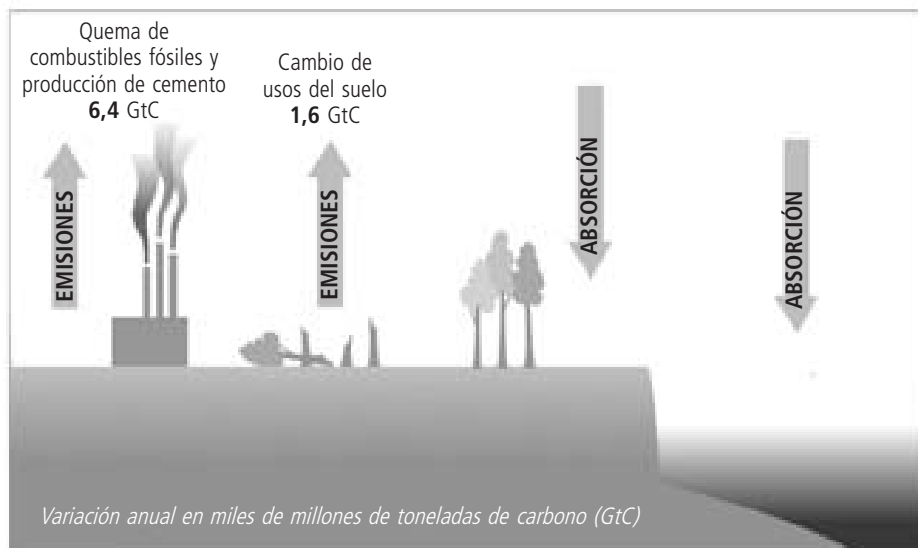 Quema de
combustibles fósiles y
producción de cemento
6,4 GtC
Cambio de
usos del suelo
1,6 GtC
EMISIONES
EMISIONES
ABSORCIÓN
ABSORCIÓN
Variación anual en miles de millones de toneladas de carbono (GtC)